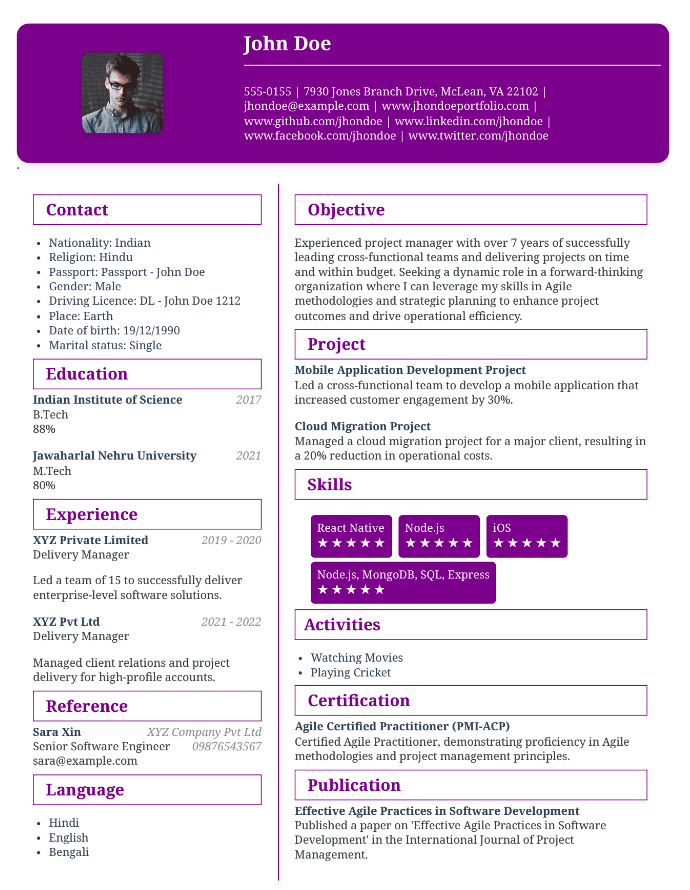 John Doe
555-0155 | 7930 Jones Branch Drive, McLean, VA 22102 |
jhondoe@example.com | www.jhondoeportfolio.com |
www.github.com/jhondoe | www.linkedin.com/jhondoe |
www.facebook.com/jhondoe | www.twitter.com/jhondoe
.
Contact
• Nationality: Indian
• Religion: Hindu
• Passport: Passport - John Doe
• Gender: Male
• Driving Licence: DL - John Doe 1212
• Place: Earth
• Date of birth: 19/12/1990
• Marital status: Single
Education
Indian Institute of Science 2017
B.Tech
88%
Jawaharlal Nehru University 2021
M.Tech
80%
Experience
XYZ Private Limited 2019 - 2020
Delivery Manager
Led a team of 15 to successfully deliver
enterprise-level software solutions.
XYZ Pvt Ltd 2021 - 2022
Delivery Manager
Managed client relations and project
delivery for high-profile accounts.
Reference
Sara Xin XYZ Company Pvt Ltd
Senior Software Engineer 09876543567
sara@example.com
Language
• Hindi
• English
• Bengali
Objective
Experienced project manager with over 7 years of successfully
leading cross-functional teams and delivering projects on time
and within budget. Seeking a dynamic role in a forward-thinking
organization where I can leverage my skills in Agile
methodologies and strategic planning to enhance project
outcomes and drive operational efficiency.
Project
Mobile Application Development Project
Led a cross-functional team to develop a mobile application that
increased customer engagement by 30%.
Cloud Migration Project
Managed a cloud migration project for a major client, resulting in
a 20% reduction in operational costs.
Skills
React Native
★★★★★
Node.js
★★★★★
iOS
★★★★★
Node.js, MongoDB, SQL, Express
★★★★★
Activities
• Watching Movies
• Playing Cricket
Certification
Agile Certified Practitioner (PMI-ACP)
Certified Agile Practitioner, demonstrating proficiency in Agile
methodologies and project management principles.
Publication
Effective Agile Practices in Software Development
Published a paper on 'Effective Agile Practices in Software
Development' in the International Journal of Project
Management.